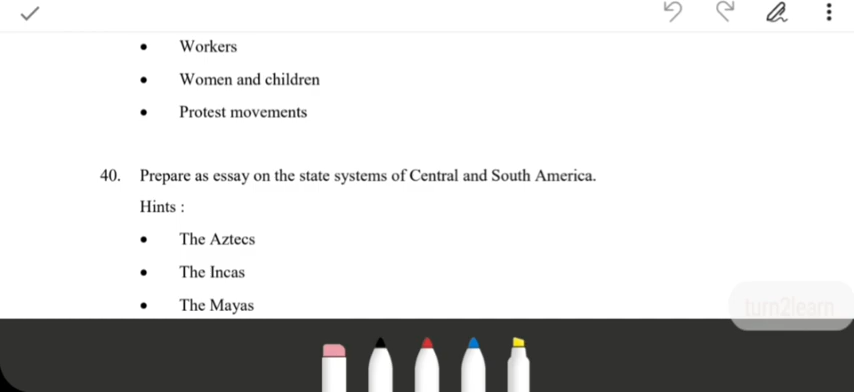 • Workers
• Women and children
• Protest movements
40. Prepare as essay on the state systems of Central and South America.
Hints :
• The Aztecs
• The Incas
• The Mayas
turn2learn